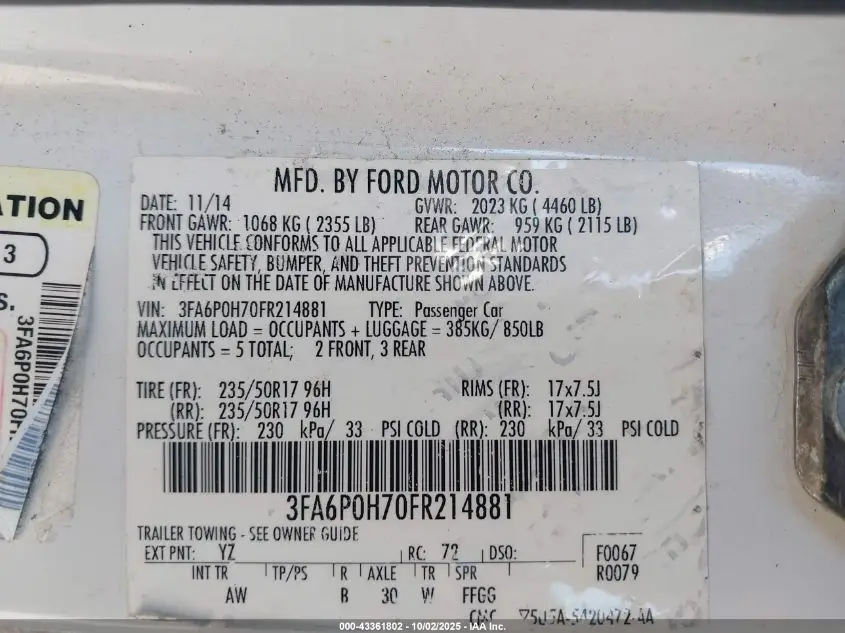 MFD. BY FORD MOTOR CO.
DATE: 11/14 GVWR: 2023 KG ( 4460 LB)
FRONT GAWR: 1068 KG ( 2355 LB) REAR GAWR: 959 KG ( 2115 LB)
THIS VEHICLE CONFORMS TO ALL APPLICABLE FEDERAL MOTOR
VEHICLE SAFETY, BUMPER, AND THEFT PREVENTION STANDARDS
IN EFFECT ON THE DATE OF MANUFACTURE SHOWN ABOVE.
VIN: 3FA6P0H70FR214881 TYPE: Passenger Car
MAXIMUM LOAD = OCCUPANTS + LUGGAGE = 385KG/ 850LB
OCCUPANTS = 5 TOTAL; 2 FRONT, 3 REAR
TIRE (FR): 235/50R17 96H RIMS (FR): 17x7.5J
(RR): 235/50R17 96H (RR): 17x7.5J
PRESSURE (FR): 230 kPa/ 33 PSI COLD (RR): 230 kPa/ 33 PSI COLD
3FA6P0H70FR214881
TRAILER TOWING - SEE OWNER GUIDE
EXT PNT: YZ RC: 72 DSO: F0067
R0079
INT TR TP/PS R AXLE TR SPR
AW B 30 W FFGG
ATION
3
S.
3FA6P0H70F
000-43361802 - 10/02/2025 - IAA Inc.